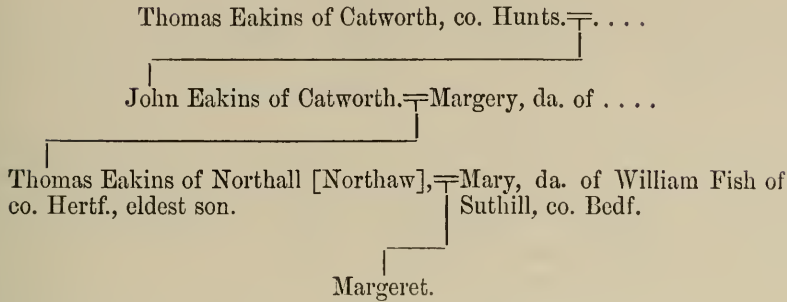 Thomas Eakins of Catworth, co. Hunts.=. . . .
John Eakins of Catworth.=Margery, da. of . . . .
Thomas Eakins of Northall [Northaw],=Mary, da. of William Fish of
co. Hertf., eldest son. Suthill, co. Bedf.
Margeret.